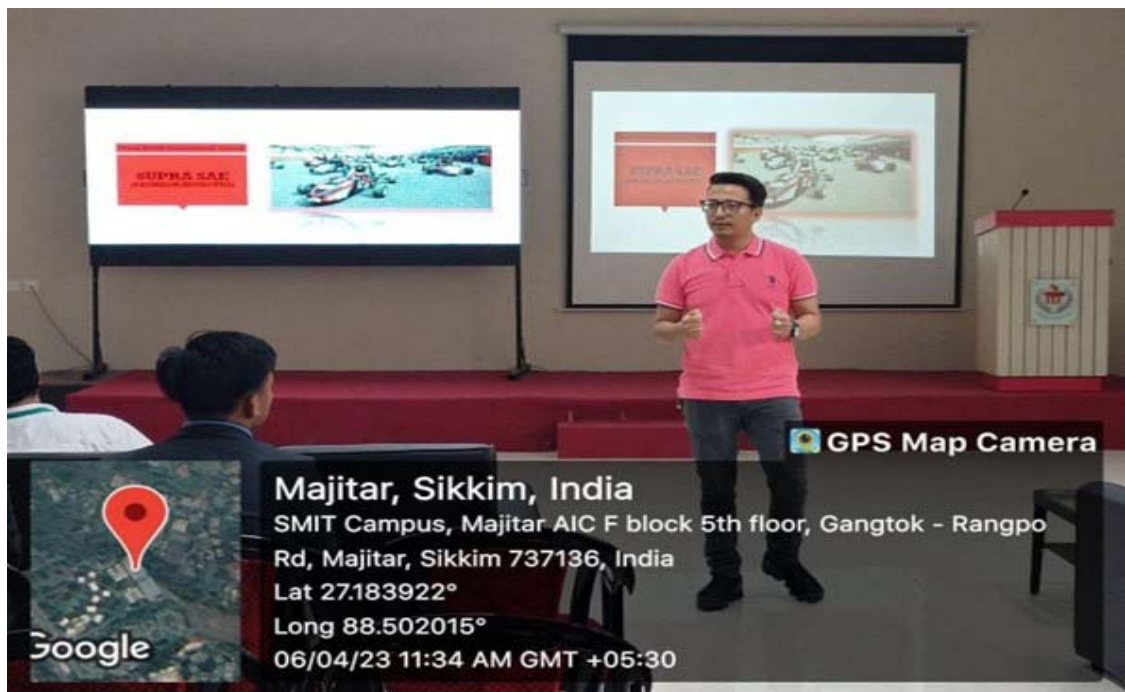 SUPRA SAE
SUPRA SAE
GPS Map Camera
Majitar, Sikkim, India
SMIT Campus, Majitar AIC F block 5th floor, Gangtok - Rangpo
Rd, Majitar, Sikkim 737136, India
Lat 27.183922°
Long 88.502015°
06/04/23 11:34 AM GMT +05:30
Google